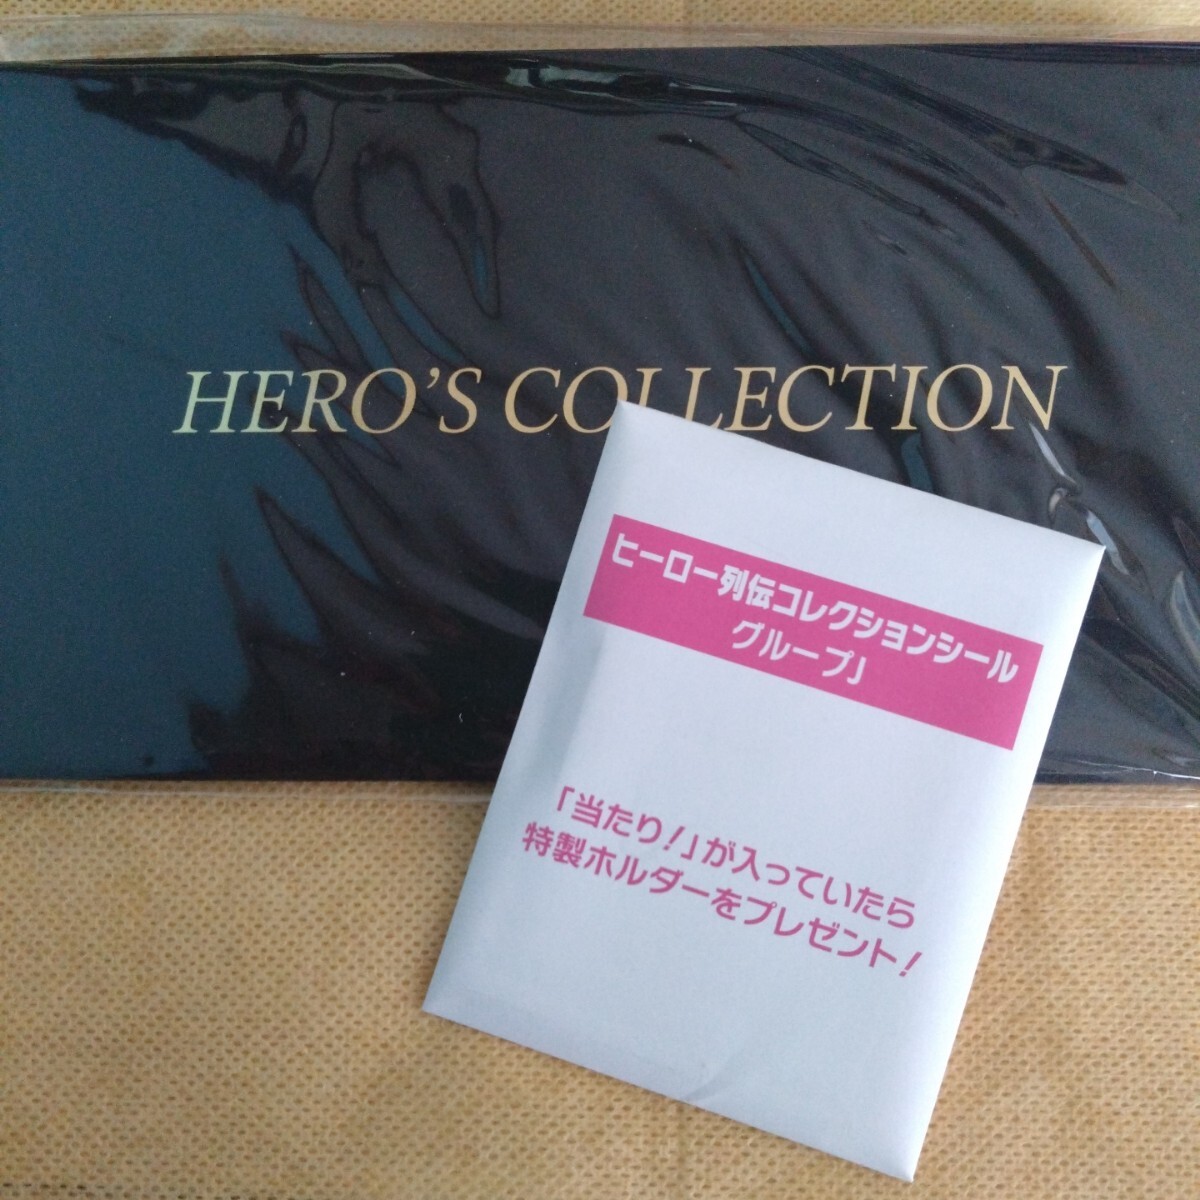 HERO'S COLLECTION
ヒーロー列伝コレクションシール
グループJ
「当たり!」が入っていたら
特製ホルダーをプレゼント!